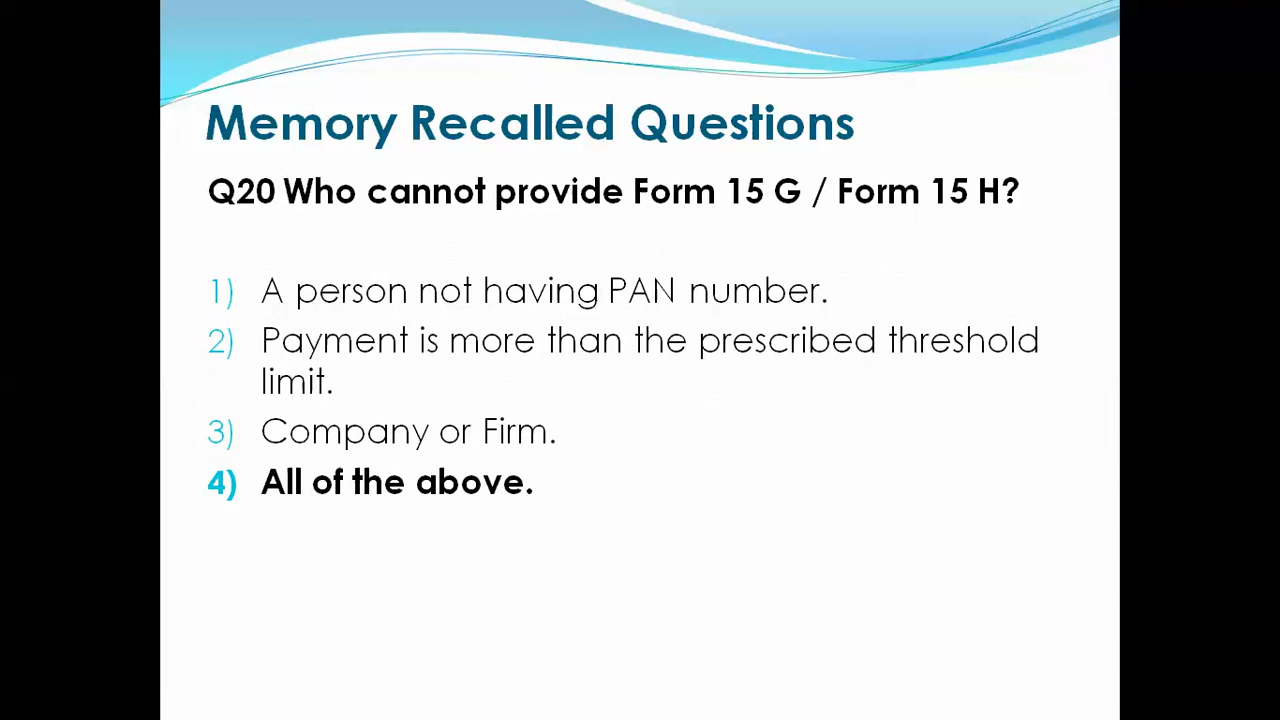 Memory Recalled Questions
Q20 Who cannot provide Form 15 G / Form 15 H?
1) A person not having PAN number.
2) Payment is more than the prescribed threshold
limit.
3) Company or Firm.
4) All of the above.